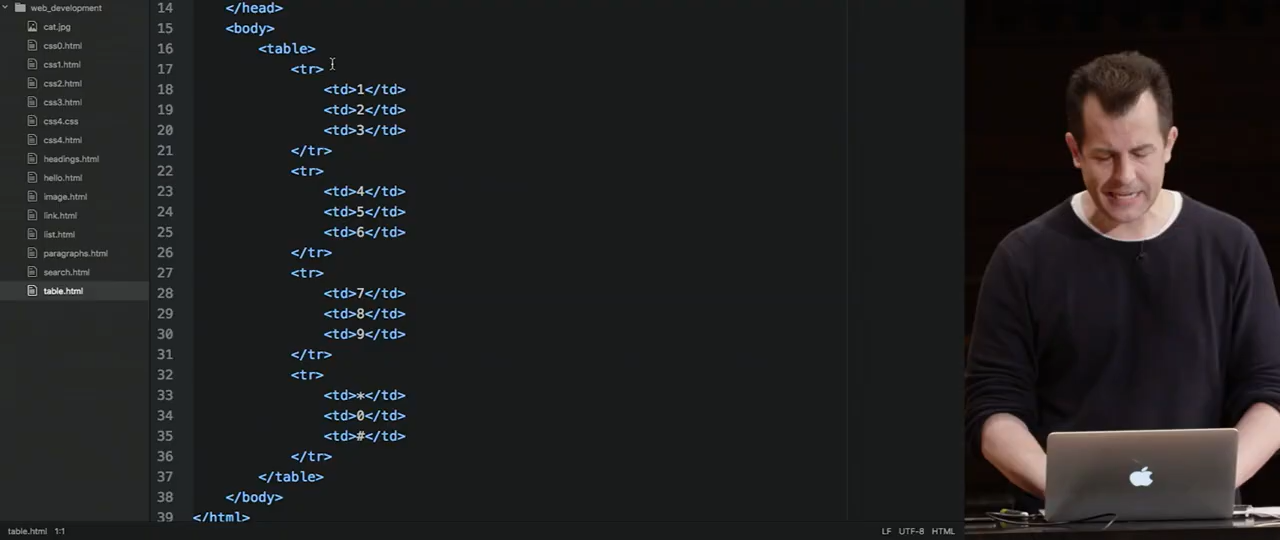 web_development
cat.jpg
css0.html
css1.html
css2.html
css3.html
css4.css
css4.html
headings.html
hello.html
image.html
link.html
list.html
paragraphs.html
search.html
table.html
14 </head>
15 <body>
16 <table>
17 <tr>
18 <td>1</td>
19 <td>2</td>
20 <td>3</td>
21 </tr>
22 <tr>
23 <td>4</td>
24 <td>5</td>
25 <td>6</td>
26 </tr>
27 <tr>
28 <td>7</td>
29 <td>8</td>
30 <td>9</td>
31 </tr>
32 <tr>
33 <td>*</td>
34 <td>0</td>
35 <td>#</td>
36 </tr>
37 </table>
38 </body>
39 </html>
table.html 1:1 LF UTF-8 HTML